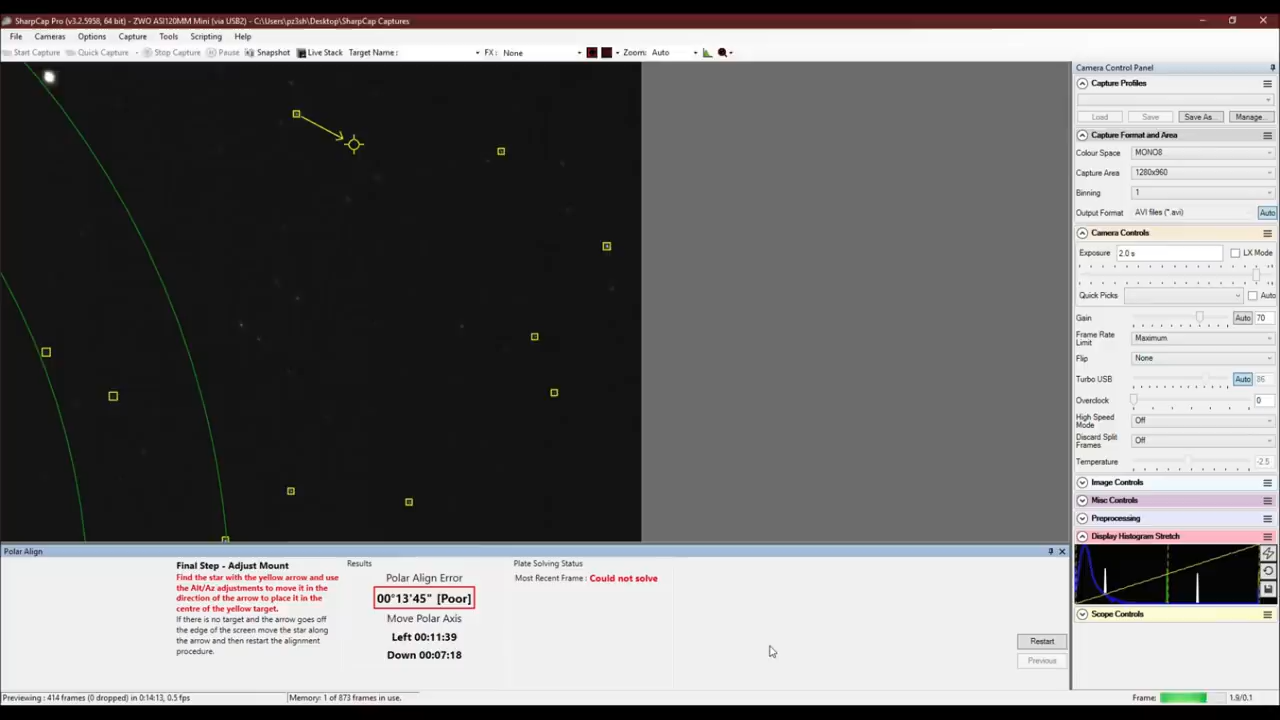 SharpCap Pro (v3.2.5958, 64 bit) - ZWO ASI120MM Mini (via USB2) - C:\Users\pz3sh\Desktop\SharpCap Captures
File Cameras Options Capture Tools Scripting Help
Start Capture Quick Capture Stop Capture Pause Snapshot Live Stack Target Name: FX: None Zoom: Auto
Camera Control Panel
Capture Profiles
Load Save Save As... Manage...
Capture Format and Area
Colour Space MONO8
Capture Area 1280x960
Binning 1
Output Format AVI files (*.avi) Auto
Camera Controls
Exposure 2.0 s LX Mode
Quick Picks Auto
Gain Auto 70
Frame Rate
Limit Maximum
Flip None
Turbo USB Auto 86
Overclock 0
High Speed
Mode Off
Discard Split
Frames Off
Temperature -2.5
Image Controls
Misc Controls
Preprocessing
Display Histogram Stretch
Scope Controls
Polar Align
Final Step - Adjust Mount
Find the star with the yellow arrow and use
the Alt/Az adjustments to move it in the
direction of the arrow to place it in the
centre of the yellow target.
If there is no target and the arrow goes off
the edge of the screen move the star along
the arrow and then restart the alignment
procedure.
Results
Polar Align Error
00°13'45" [Poor]
Move Polar Axis
Left 00:11:39
Down 00:07:18
Plate Solving Status
Most Recent Frame : Could not solve
Restart
Previous
Previewing : 414 frames (0 dropped) in 0:14:13, 0.5 fps Memory: 1 of 873 frames in use. Frame: 1.9/0.1